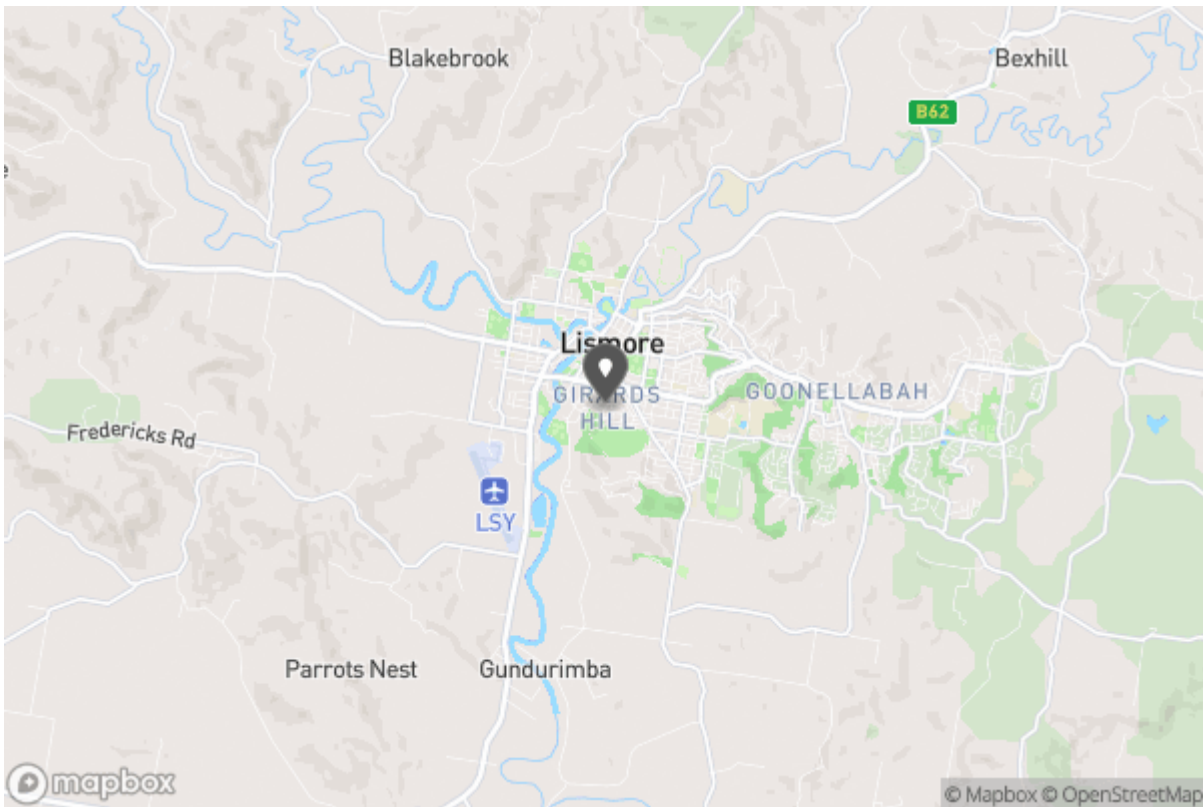 Blakebrook
Bexhill
B62
e
Lismore
GIRARDS
HILL
GOONELLABAH
Fredericks Rd
LSY
Parrots Nest
Gundurimba
mapbox
© Mapbox © OpenStreetMap